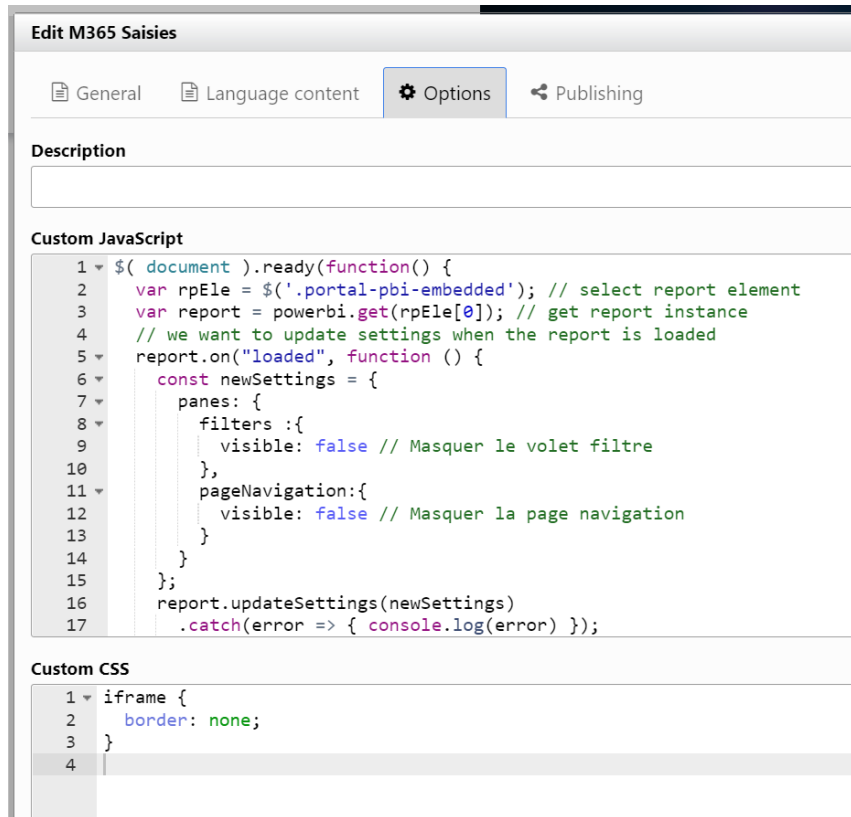 Edit M365 Saisies
General Language content Options Publishing
Description
Custom JavaScript
1 $( document ).ready(function() {
2 var rpEle = $('.portal-pbi-embedded'); // select report element
3 var report = powerbi.get(rpEle[0]); // get report instance
4 // we want to update settings when the report is loaded
5 report.on("loaded", function () {
6 const newSettings = {
7 panes: {
8 filters :{
9 visible: false // Masquer le volet filtre
10 },
11 pageNavigation:{
12 visible: false // Masquer la page navigation
13 }
14 }
15 };
16 report.updateSettings(newSettings)
17 .catch(error => { console.log(error) });
Custom CSS
1 iframe {
2 border: none;
3 }
4